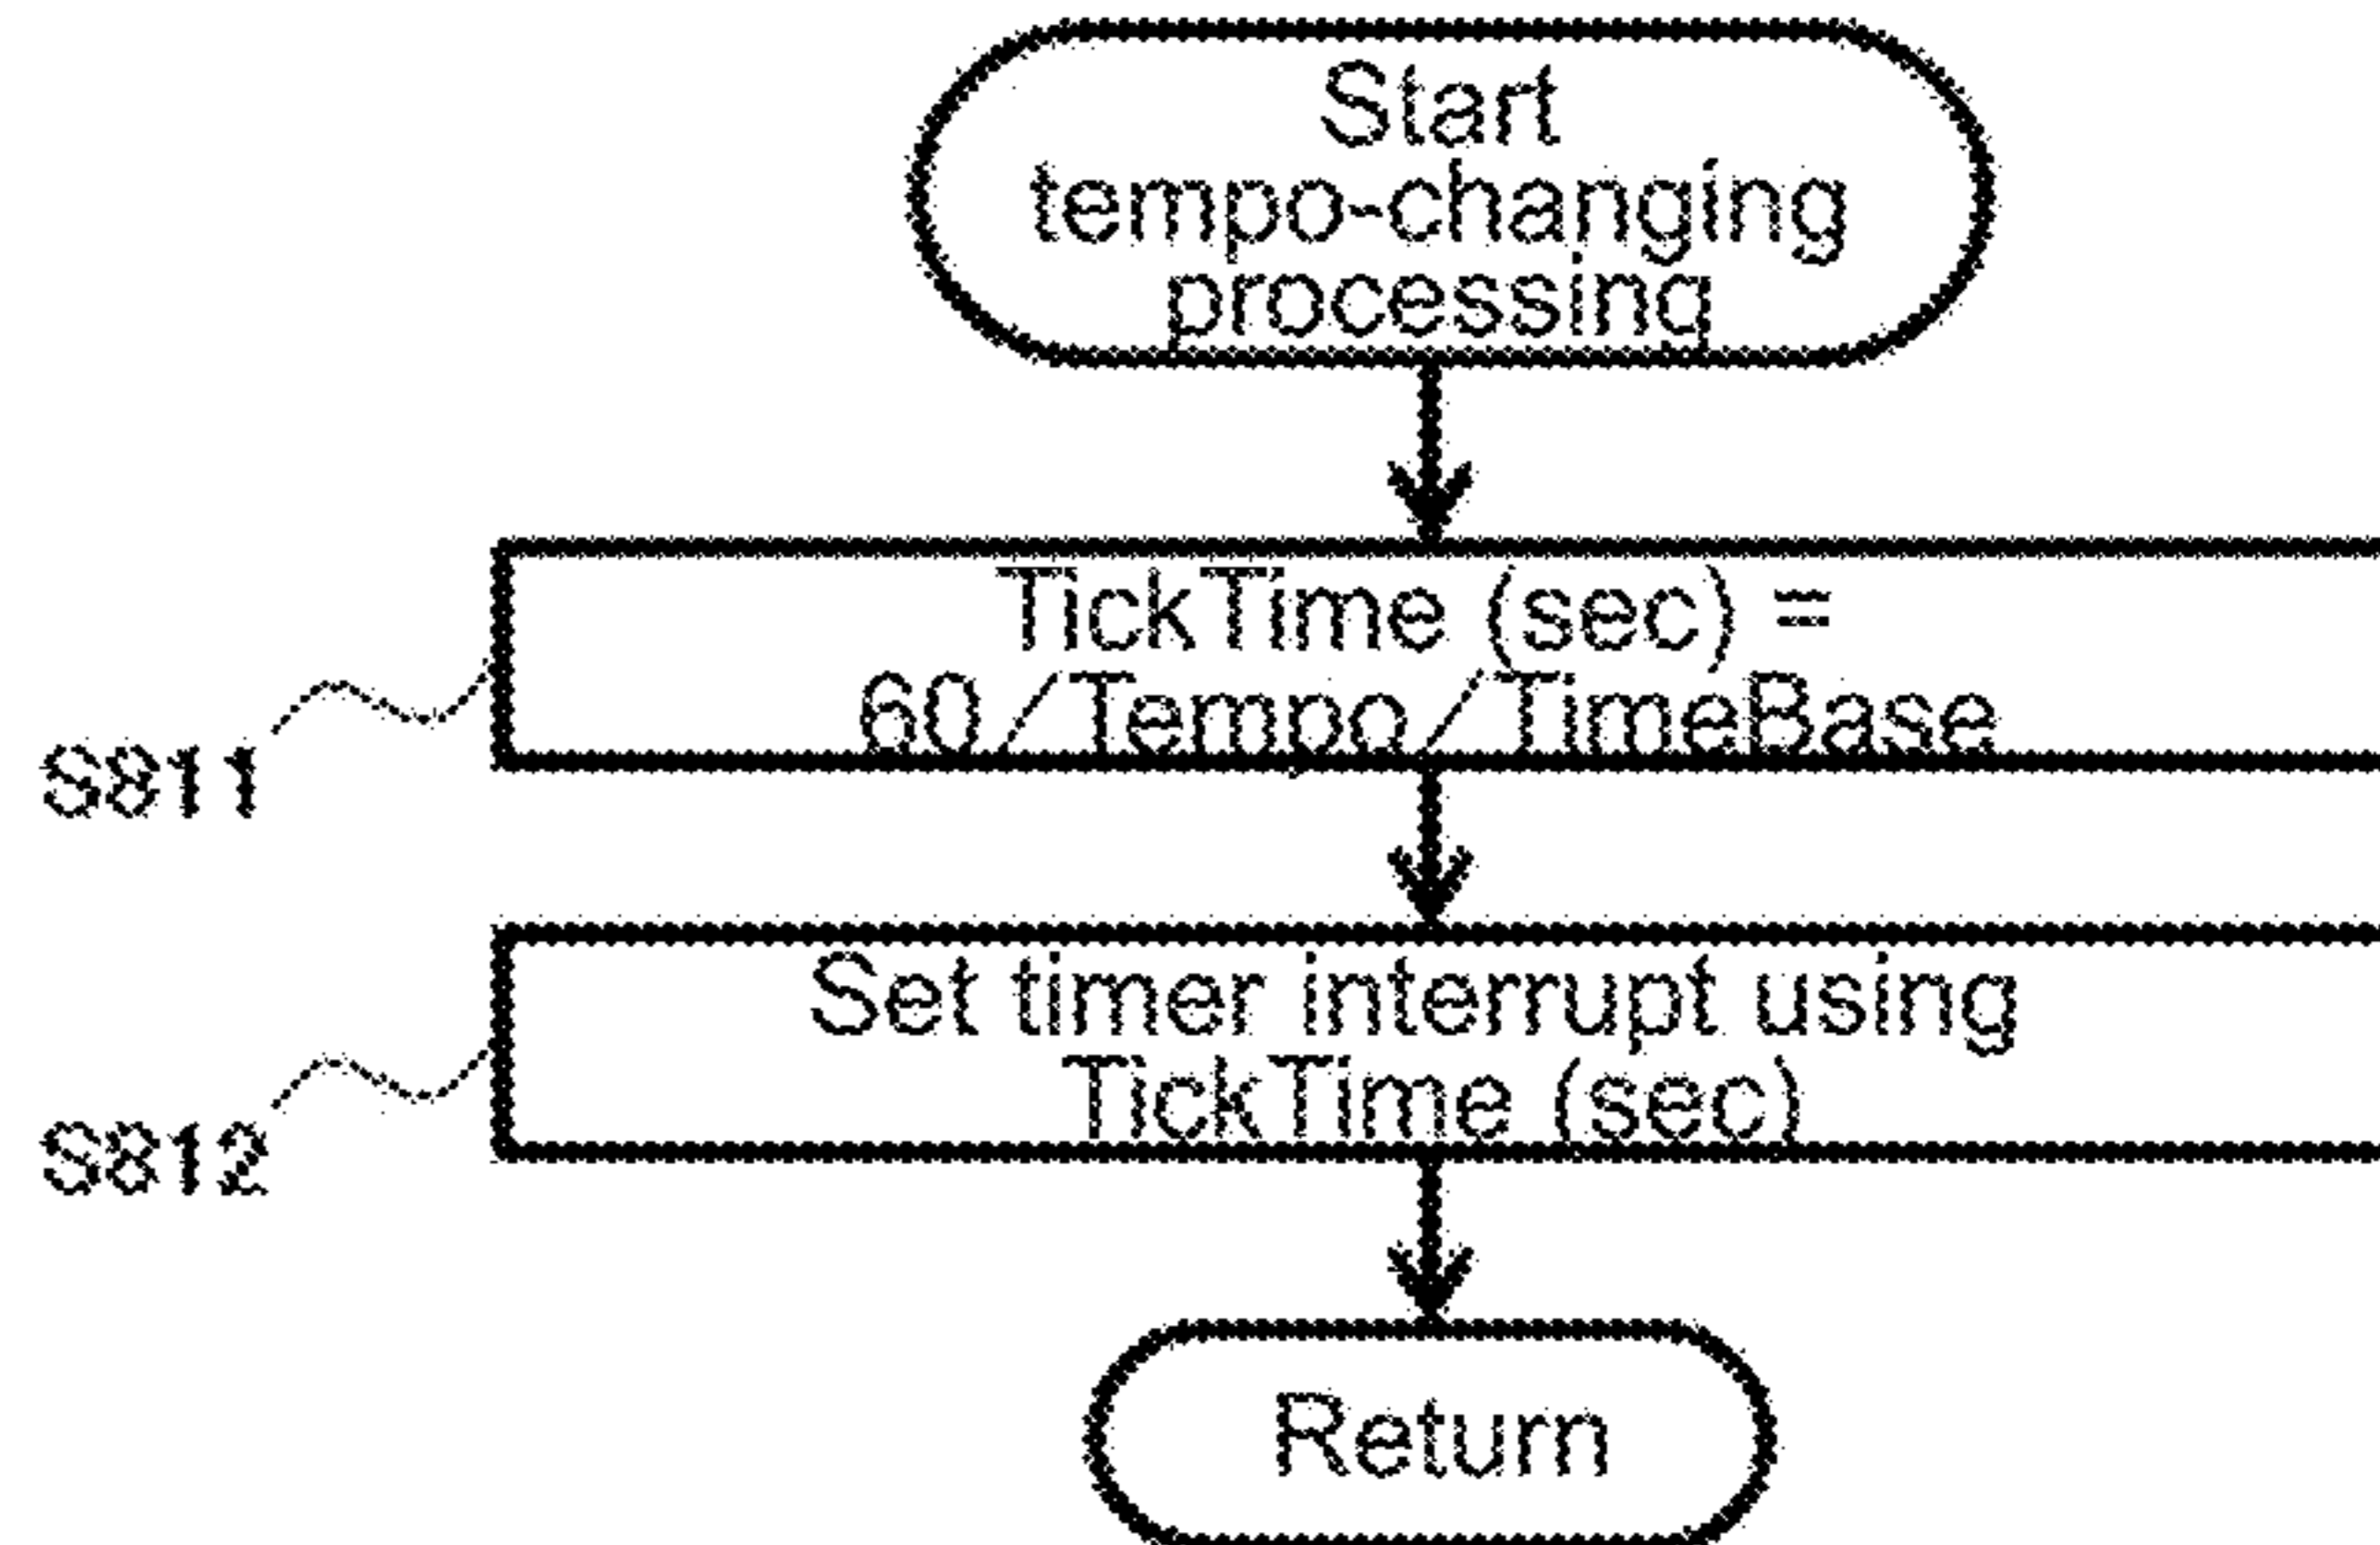 Start
tempo-changing
processing
TickTime (sec) =
60/Tempo/TimeBase
S811
Set timer interrupt using
TickTime (sec)
S812
Return